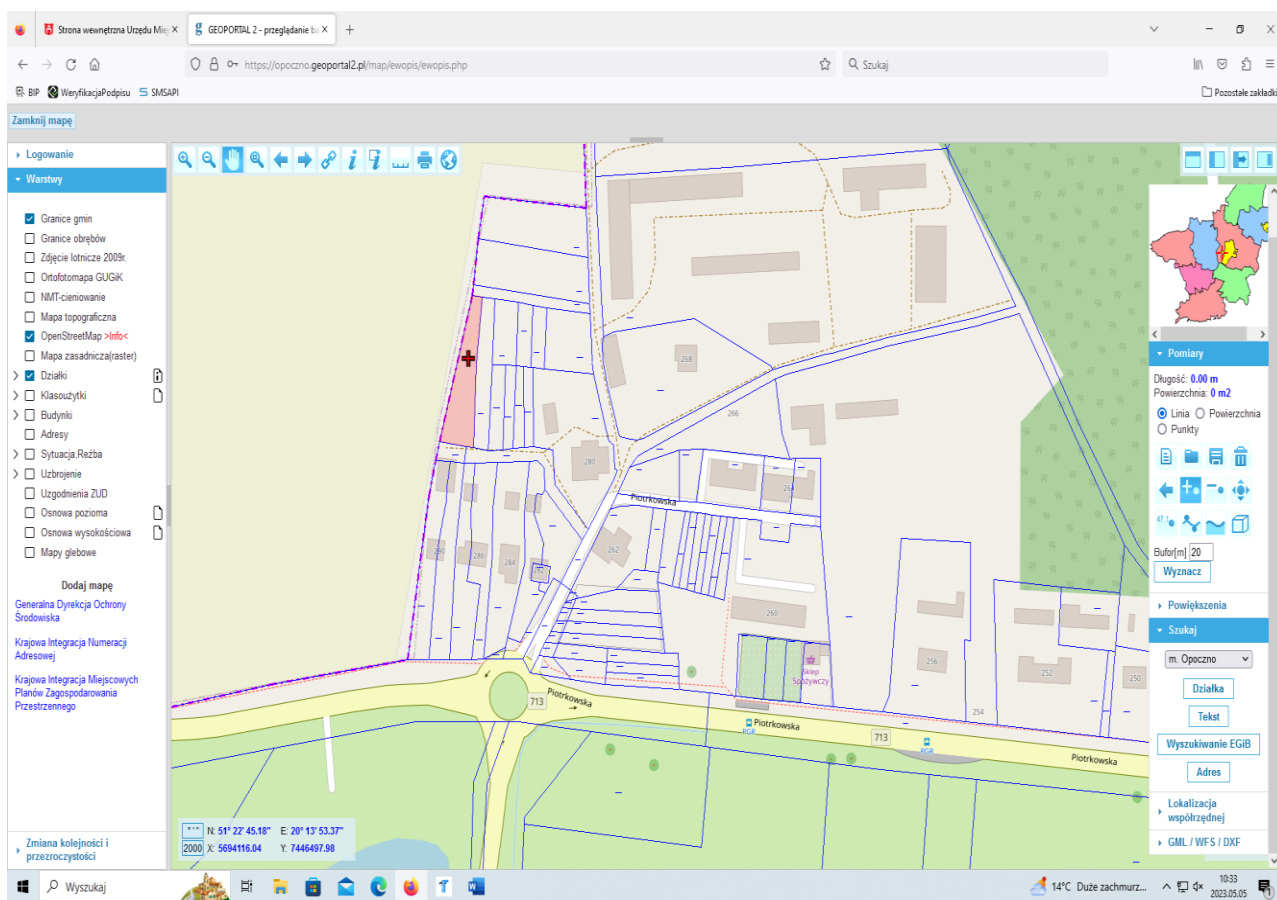 Strona wewnętrzna Urzędu Miej
GEOPORTAL 2 - przeglądanie ba
https://opoczno.geoportal2.pl/map/ewopis/ewopis.php
Szukaj
BIP
WeryfikacjaPodpisu
SMSAPI
Pozostałe zakładki
Zamknij mapę
Logowanie
Warstwy
Granice gmin
Granice obrębów
Zdjęcie lotnicze 2009r.
Ortofotomapa GUGiK
NMT-cieniowanie
Mapa topograficzna
OpenStreetMap >Info<
Mapa zasadnicza(raster)
Działki
Klasoużytki
Budynki
Adresy
Sytuacja,Rzeźba
Uzbrojenie
Uzgodnienia ZUD
Osnowa pozioma
Osnowa wysokościowa
Mapy glebowe
Dodaj mapę
Generalna Dyrekcja Ochrony
Środowiska
Krajowa Integracja Numeracji
Adresowej
Krajowa Integracja Miejscowych
Planów Zagospodarowania
Przestrzennego
Zmiana kolejności i
przezroczystości
268
266
280
Piotrkowska
264
262
290
286
284
282
260
Sklep
Spożywczy
256
252
250
254
713
Piotrkowska
Piotrkowska
PGR
713
PGR
Piotrkowska
N: 51° 22' 45.18" E: 20° 13' 53.37"
2000 X: 5694116.04 Y: 7446497.98
Pomiary
Długość: 0.00 m
Powierzchnia: 0 m2
Linia
Powierzchnia
Punkty
47.1
Bufor[m] 20
Wyznacz
Powiększenia
Szukaj
m. Opoczno
Działka
Tekst
Wyszukiwanie EGiB
Adres
Lokalizacja
współrzędnej
GML / WFS / DXF
Wyszukaj
14°C Duże zachmurz...
10:33
2023.05.05